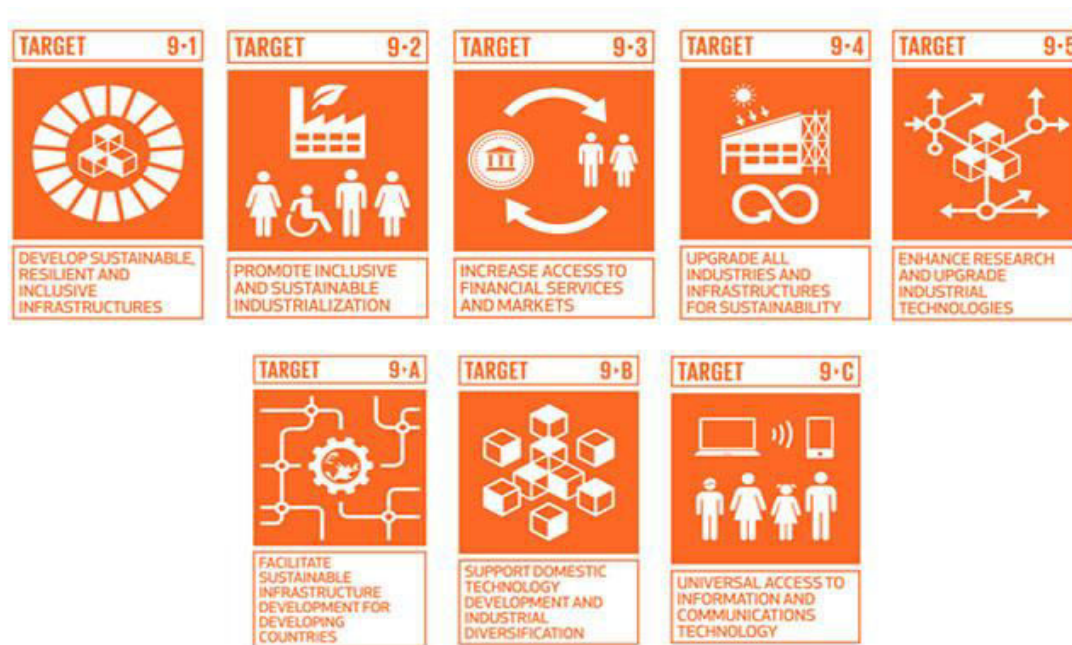 TARGET 9·1
DEVELOP SUSTAINABLE,
RESILIENT AND
INCLUSIVE
INFRASTRUCTURES
TARGET 9·2
PROMOTE INCLUSIVE
AND SUSTAINABLE
INDUSTRIALIZATION
TARGET 9·3
INCREASE ACCESS TO
FINANCIAL SERVICES
AND MARKETS
TARGET 9·4
UPGRADE ALL
INDUSTRIES AND
INFRASTRUCTURES
FOR SUSTAINABILITY
TARGET 9·5
ENHANCE RESEARCH
AND UPGRADE
INDUSTRIAL
TECHNOLOGIES
TARGET 9·A
FACILITATE
SUSTAINABLE
INFRASTRUCTURE
DEVELOPMENT FOR
DEVELOPING
COUNTRIES
TARGET 9·B
SUPPORT DOMESTIC
TECHNOLOGY
DEVELOPMENT AND
INDUSTRIAL
DIVERSIFICATION
TARGET 9·C
UNIVERSAL ACCESS TO
INFORMATION AND
COMMUNICATIONS
TECHNOLOGY